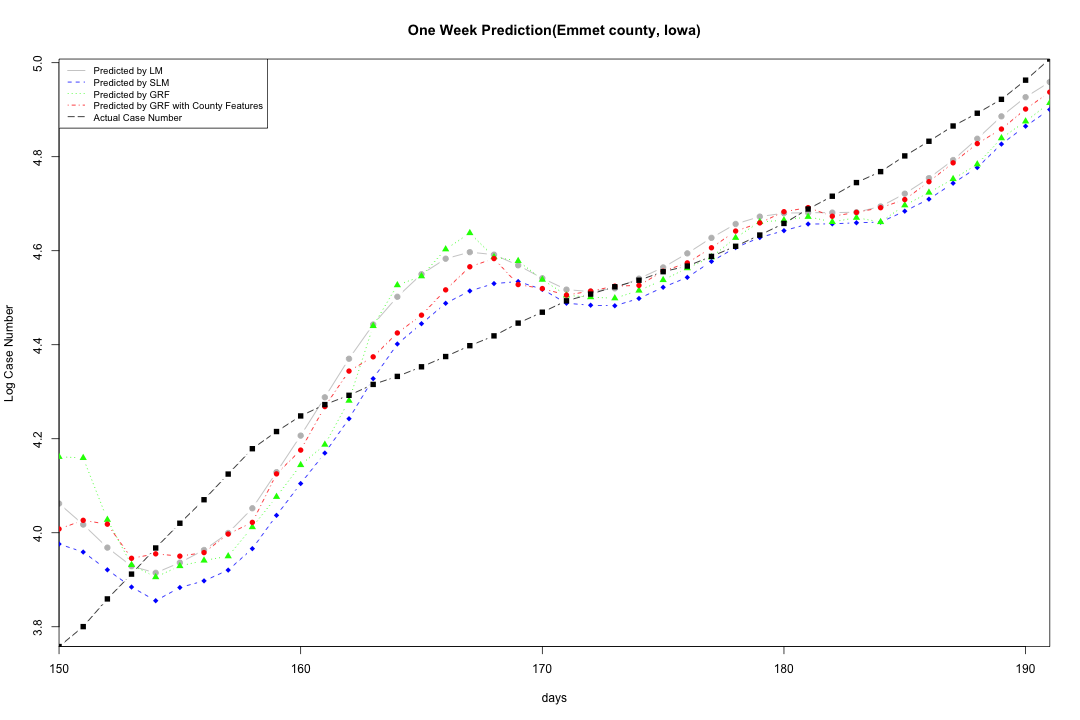 One Week Prediction(Emmet county, Iowa)
Predicted by LM
Predicted by SLM
Predicted by GRF
Predicted by GRF with County Features
Actual Case Number
Log Case Number
5.0
4.8
4.6
4.4
4.2
4.0
3.8
150 160 170 180 190
days